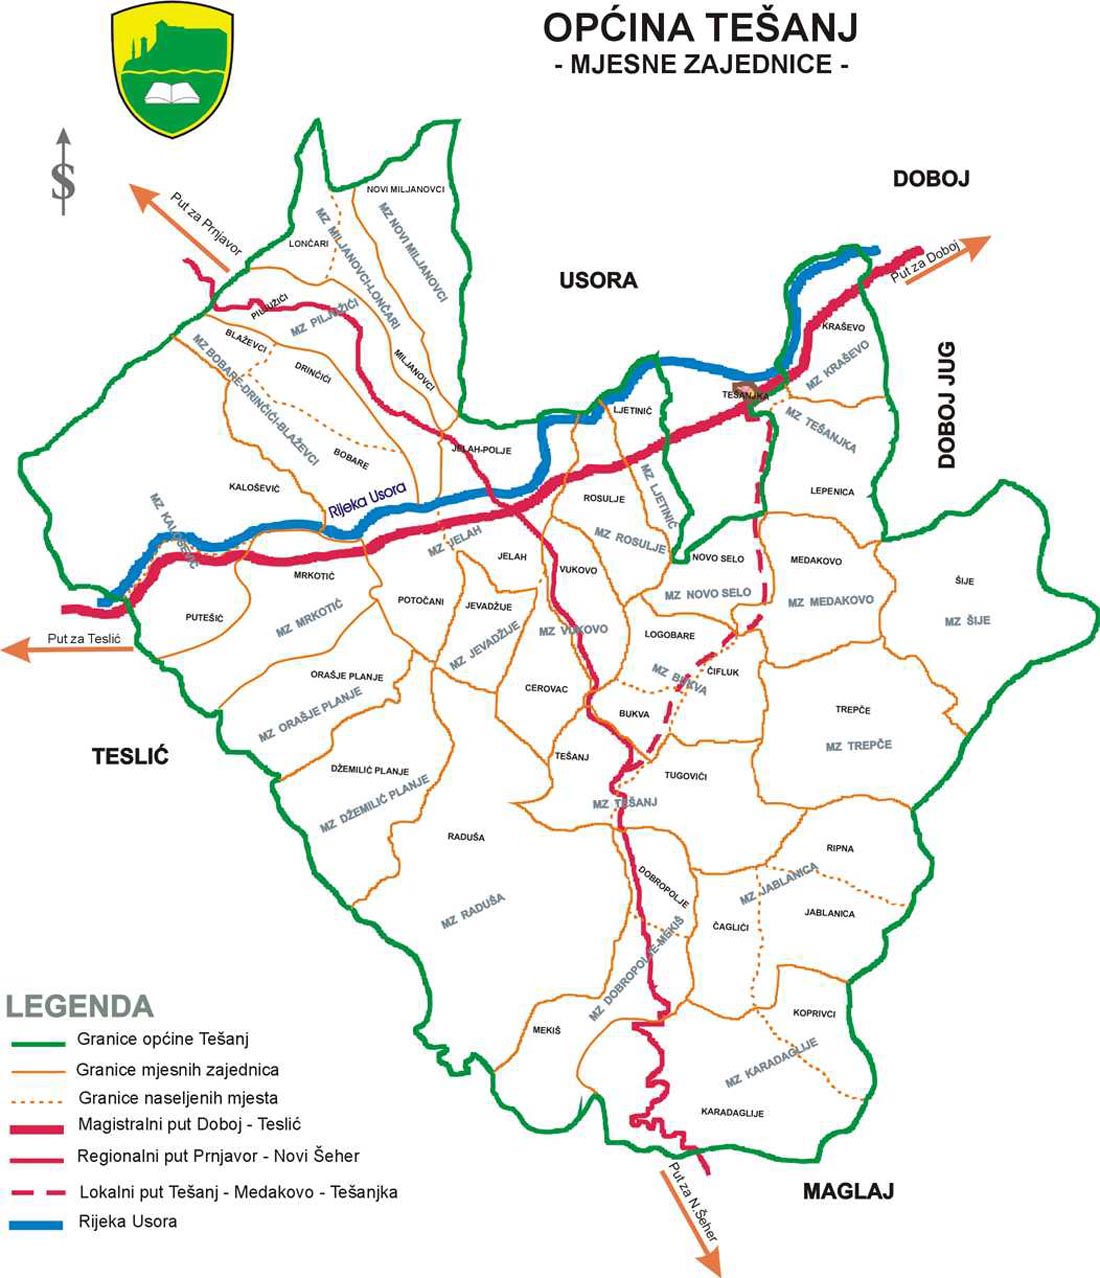 OPĆINA TEŠANJ
- MJESNE ZAJEDNICE -
DOBOJ
Put za Prnjavor
NOVI MILJANOVCI
MZ NOVI MILJANOVCI
LONČARI
MZ MILJANOVCI-LONČARI
USORA
Put za Doboj
PILJUŽIĆI
MZ PILJUŽIĆI
KRAŠEVO
MZ KRAŠEVO
DOBOJ JUG
BLAŽEVCI
DRINČIĆI
MILJANOVCI
MZ BOBARE-DRINČIĆI-BLAŽEVCI
TEŠANJKA
MZ TEŠANJKA
LJETINIĆ
MZ LJETINIĆ
JELAH-POLJE
BOBARE
KALOŠEVIĆ
MZ KALOŠEVIĆ
Rijeka Usora
LEPENICA
ROSULJE
MZ ROSULJE
MZ JELAH
JELAH
VUKOVO
MZ VUKOVO
NOVO SELO
MZ NOVO SELO
MEDAKOVO
MZ MEDAKOVO
ŠIJE
MZ ŠIJE
MRKOTIĆ
MZ MRKOTIĆ
PUTEŠIĆ
POTOČANI
JEVADŽIJE
MZ JEVADŽIJE
Put za Teslić
LOGOBARE
ČIFLUK
MZ BUKVA
BUKVA
ORAŠJE PLANJE
MZ ORAŠJE PLANJE
CEROVAC
TREPČE
MZ TREPČE
TESLIĆ
TEŠANJ
MZ TEŠANJ
TUGOVIĆI
DŽEMILIĆ PLANJE
MZ DŽEMILIĆ PLANJE
RADUŠA
MZ RADUŠA
RIPNA
MZ JABLANICA
JABLANICA
DOBROPOLJE
MZ DOBROPOLJE-MEKIŠ
ČAGLIĆI
MEKIŠ
KOPRIVCI
MZ KARADAGLIJE
KARADAGLIJE
MAGLAJ
Put za N.Šeher
LEGENDA
Granice općine Tešanj
Granice mjesnih zajednica
Granice naseljenih mjesta
Magistralni put Doboj - Teslić
Regionalni put Prnjavor - Novi Šeher
Lokalni put Tešanj - Medakovo - Tešanjka
Rijeka Usora